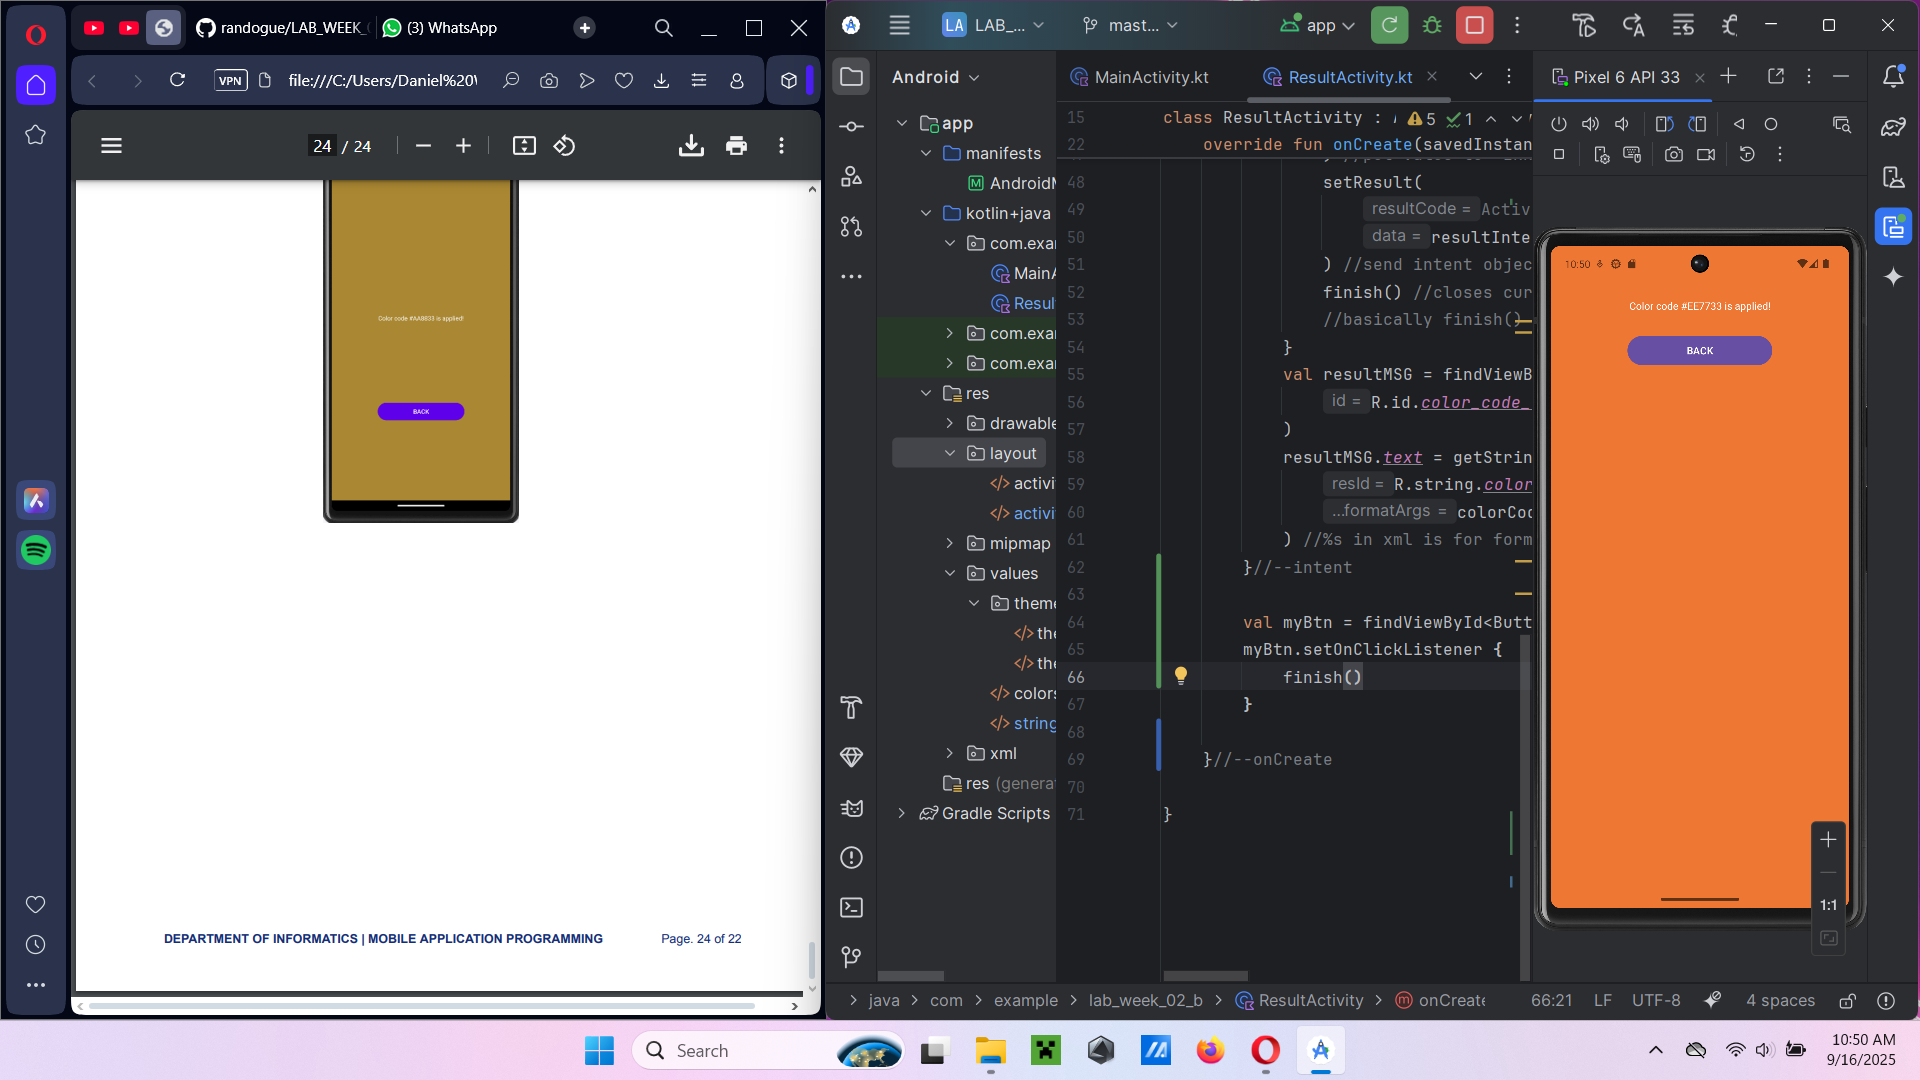 randogue/LAB_WEEK_
(3) WhatsApp
VPN
file:///C:/Users/Daniel%20
24 / 24
Color code #AA8833 is applied!
BACK
DEPARTMENT OF INFORMATICS | MOBILE APPLICATION PROGRAMMING
Page. 24 of 22
LA LAB_...
mast...
app
Android
app
manifests
Android
kotlin+java
com.exa
Main
Resul
com.exa
com.exa
res
drawable
layout
activi
activi
mipmap
values
theme
the
the
colors
string
xml
res (genera
Gradle Scripts
MainActivity.kt
ResultActivity.kt
15 class ResultActivity :
5 1
22 override fun onCreate(savedInstan
48 setResult(
49 resultCode = Activ
50 data = resultInte
51 ) //send intent objec
52 finish() //closes cur
53 //basically finish()
54 }
55 val resultMSG = findViewB
56 id = R.id.color_code_
57 )
58 resultMSG.text = getStrin
59 resId = R.string.color
60 ...formatArgs = colorCod
61 ) //%s in xml is for form
62 }//--intent
63
64 val myBtn = findViewById<Butt
65 myBtn.setOnClickListener {
66 finish()
67 }
68
69 }//--onCreate
70
71 }
Pixel 6 API 33
10:50
Color code #EE7733 is applied!
BACK
1:1
java > com > example > lab_week_02_b > ResultActivity > onCreate
66:21 LF UTF-8 4 spaces
Search
10:50 AM
9/16/2025